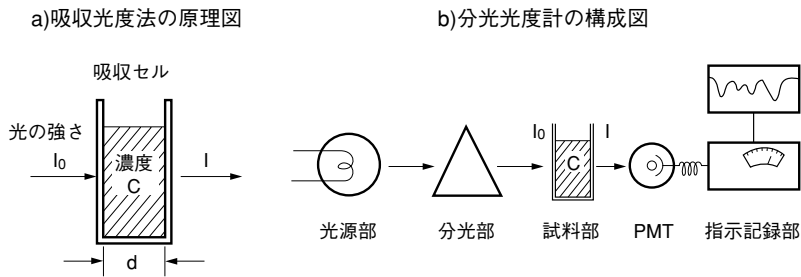 a)吸収光度法の原理図
吸収セル
光の強さ
I₀
濃度
C
I
d
b)分光光度計の構成図
I₀
I
C
光源部
分光部
試料部
PMT
指示記録部